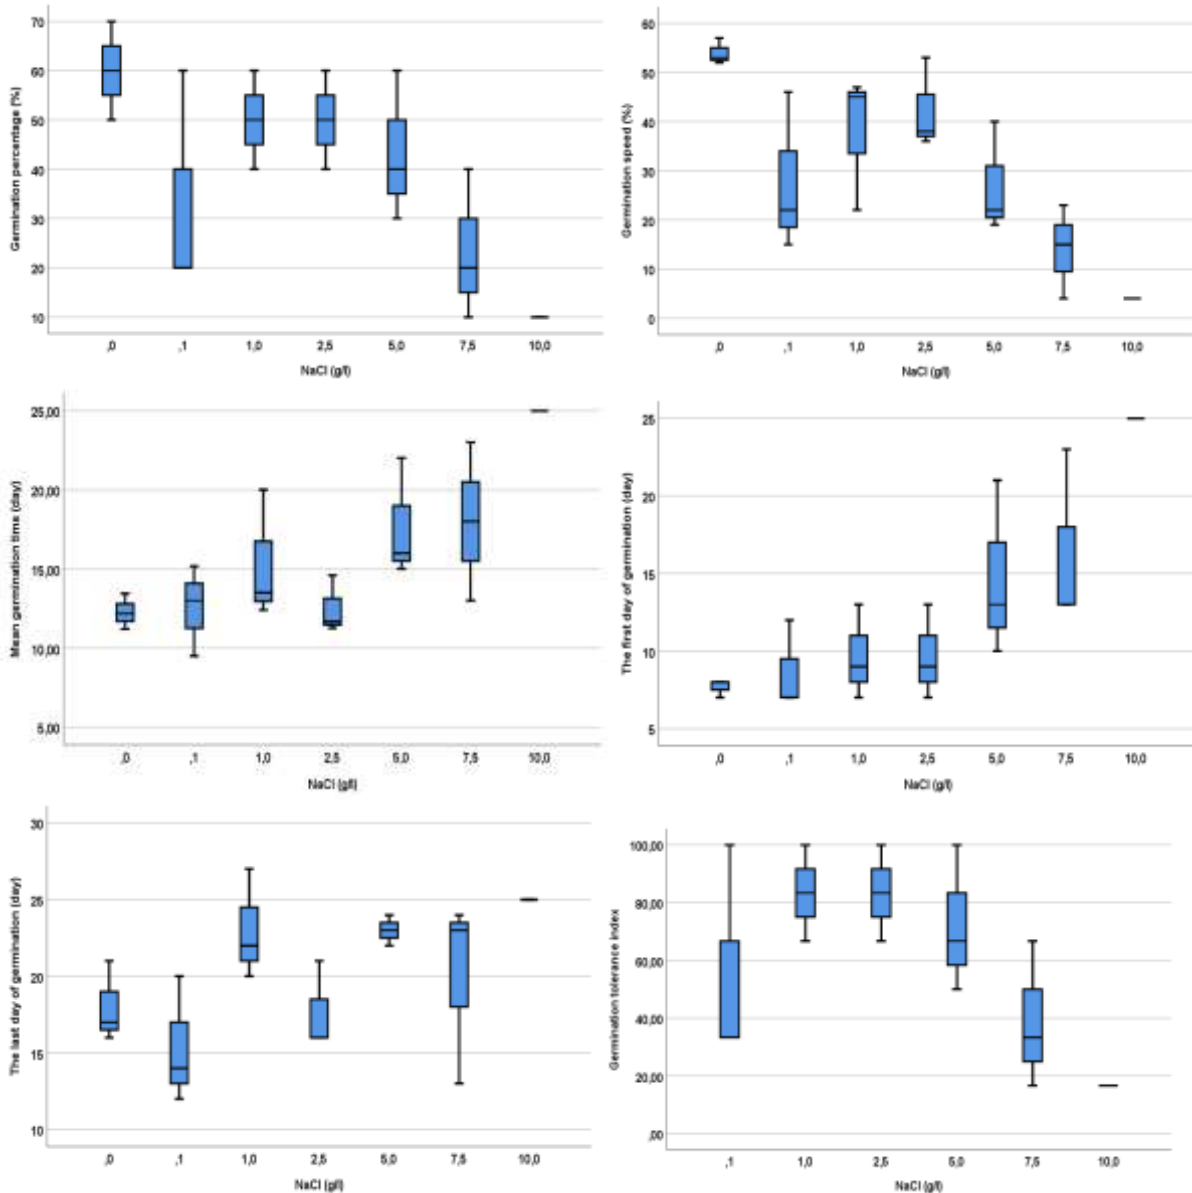 Germination percentage (%)
70
60
50
40
30
20
10
,0 ,1 1,0 2,5 5,0 7,5 10,0
NaCl (g/l)
Germination speed (%)
60
50
40
30
20
10
0
,0 ,1 1,0 2,5 5,0 7,5 10,0
NaCl (g/l)
Mean germination time (day)
25,00
20,00
15,00
10,00
5,00
,0 ,1 1,0 2,5 5,0 7,5 10,0
NaCl (g/l)
The first day of germination (day)
25
20
15
10
5
,0 ,1 1,0 2,5 5,0 7,5 10,0
NaCl (g/l)
The last day of germination (day)
30
25
20
15
10
,0 ,1 1,0 2,5 5,0 7,5 10,0
NaCl (g/l)
Germination tolerance index
100,00
80,00
60,00
40,00
20,00
,00
,1 1,0 2,5 5,0 7,5 10,0
NaCl (g/l)